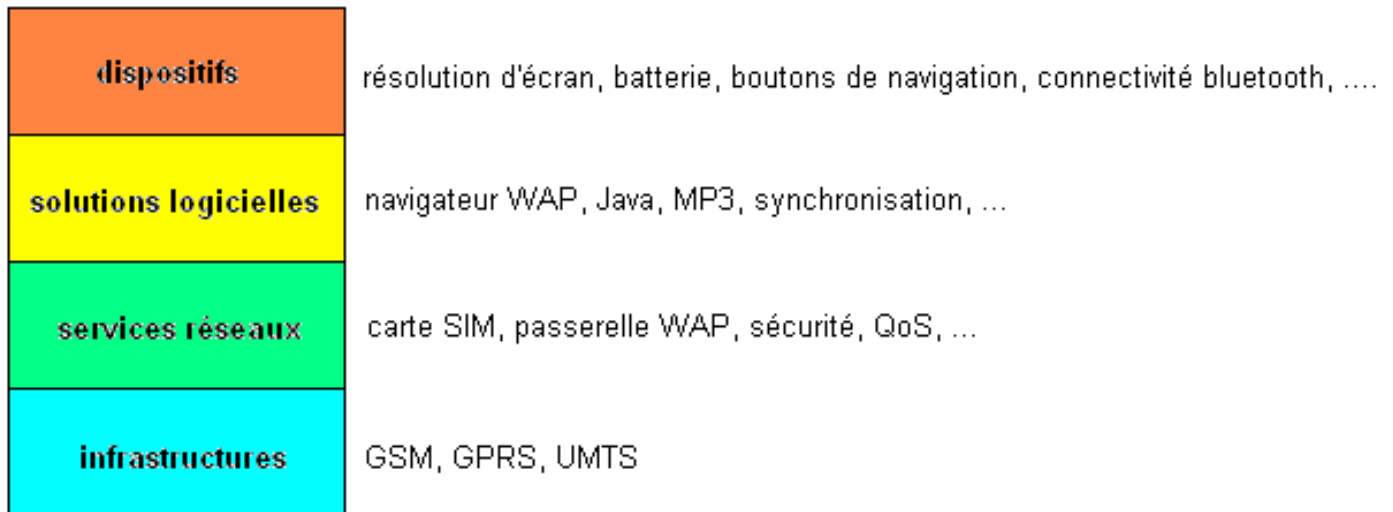 dispositifs résolution d'écran, batterie, boutons de navigation, connectivité bluetooth, ....
solutions logicielles navigateur WAP, Java, MP3, synchronisation, ...
services réseaux carte SIM, passerelle WAP, sécurité, QoS, ...
infrastructures GSM, GPRS, UMTS